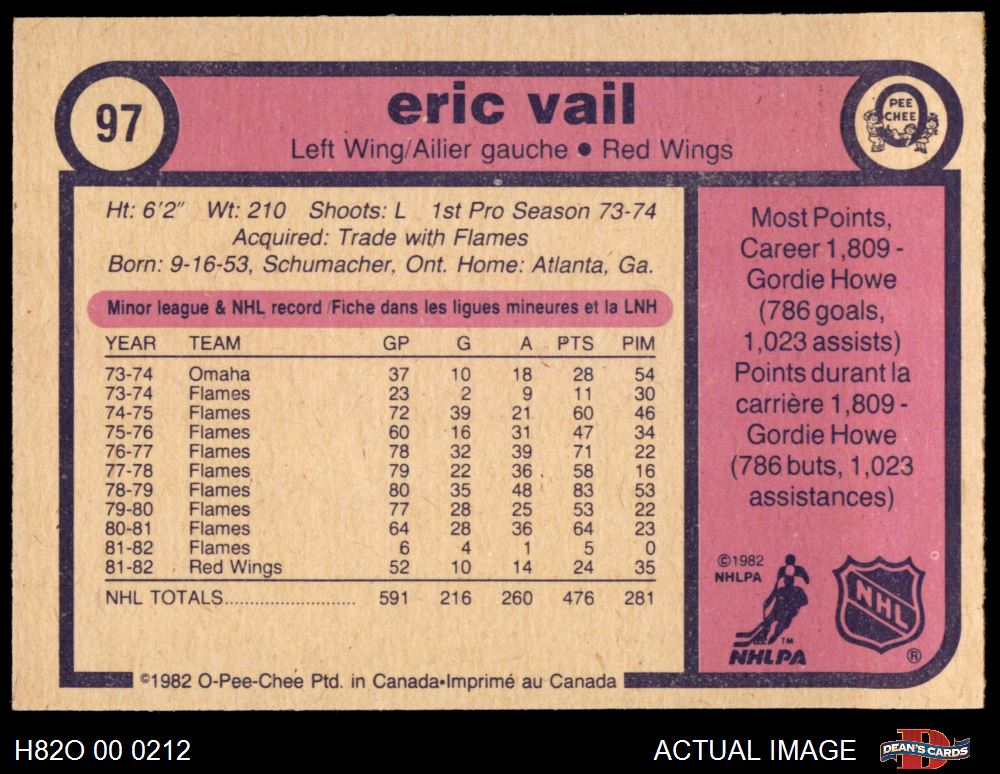 97
eric vail
Left Wing/Ailier gauche • Red Wings
PEE
CHEE
Ht: 6'2" Wt: 210 Shoots: L 1st Pro Season 73-74
Acquired: Trade with Flames
Born: 9-16-53, Schumacher, Ont. Home: Atlanta, Ga.
Minor league & NHL record/Fiche dans les ligues mineures et la LNH
YEAR TEAM GP G A PTS PIM
73-74 Omaha 37 10 18 28 54
73-74 Flames 23 2 9 11 30
74-75 Flames 72 39 21 60 46
75-76 Flames 60 16 31 47 34
76-77 Flames 78 32 39 71 22
77-78 Flames 79 22 36 58 16
78-79 Flames 80 35 48 83 53
79-80 Flames 77 28 25 53 22
80-81 Flames 64 28 36 64 23
81-82 Flames 6 4 1 5 0
81-82 Red Wings 52 10 14 24 35
NHL TOTALS........................... 591 216 260 476 281
Most Points,
Career 1,809 -
Gordie Howe
(786 goals,
1,023 assists)
Points durant la
carrière 1,809 -
Gordie Howe
(786 buts, 1,023
assistances)
©1982
NHLPA
TM
NHLPA
NHL
®
©1982 O-Pee-Chee Ptd. in Canada•Imprimé au Canada
H82O 00 0212
ACTUAL IMAGE
DEAN'S CARDS